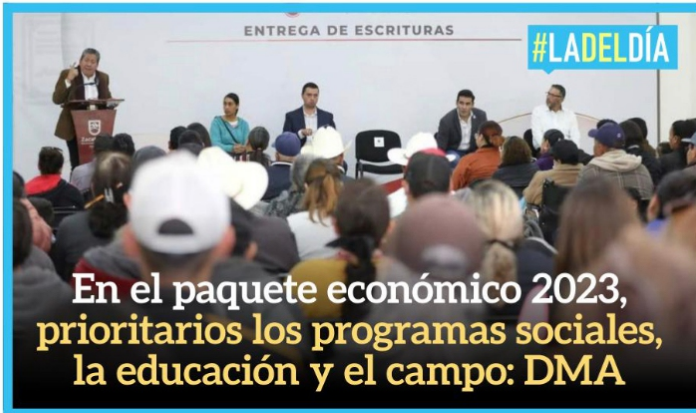 ENTREGA DE ESCRITURAS
#LADELDÍA
En el paquete económico 2023,
prioritarios los programas sociales,
la educación y el campo: DMA